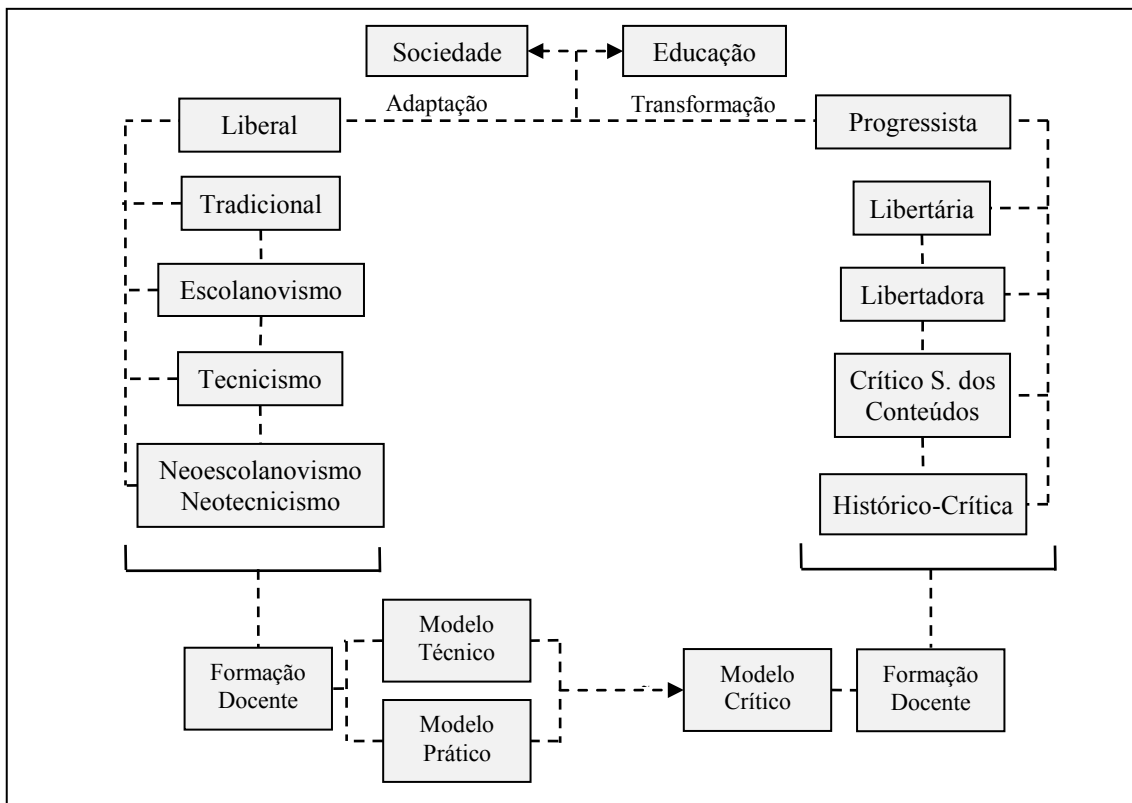 Sociedade
Educação
Adaptação
Transformação
Liberal
Progressista
Tradicional
Libertária
Escolanovismo
Libertadora
Tecnicismo
Crítico S. dos
Conteúdos
Neoescolanovismo
Neotecnicismo
Histórico-Crítica
Modelo
Técnico
Formação
Docente
Modelo
Crítico
Formação
Docente
Modelo
Prático